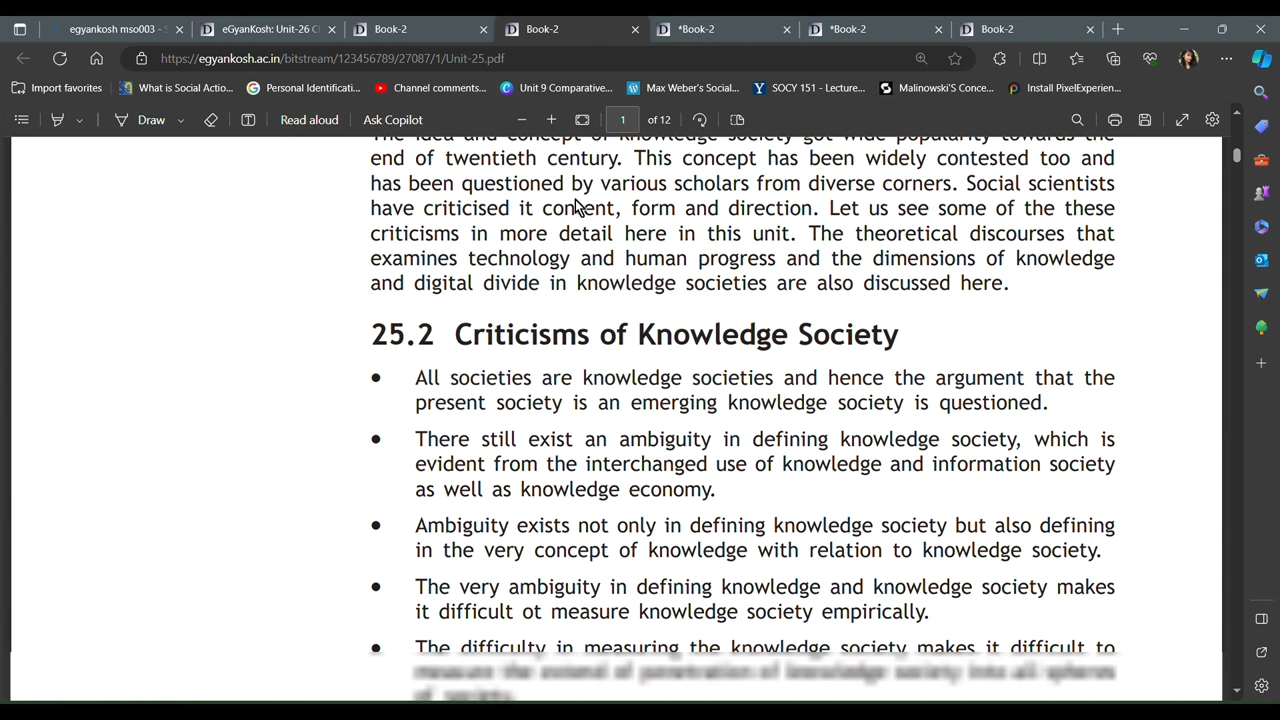 egyankosh mso003 -
eGyanKosh: Unit-26
Book-2
Book-2
*Book-2
*Book-2
Book-2
https://egyankosh.ac.in/bitstream/123456789/27087/1/Unit-25.pdf
Import favorites
What is Social Actio...
Personal Identificati...
Channel comments...
Unit 9 Comparative...
Max Weber's Social...
SOCY 151 - Lecture...
Malinowski'S Conce...
Install PixelExperien...
Draw
Read aloud
Ask Copilot
1
of 12
The idea and concept of knowledge society got wide popularity towards the
end of twentieth century. This concept has been widely contested too and
has been questioned by various scholars from diverse corners. Social scientists
have criticised it content, form and direction. Let us see some of the these
criticisms in more detail here in this unit. The theoretical discourses that
examines technology and human progress and the dimensions of knowledge
and digital divide in knowledge societies are also discussed here.
25.2 Criticisms of Knowledge Society
• All societies are knowledge societies and hence the argument that the
present society is an emerging knowledge society is questioned.
• There still exist an ambiguity in defining knowledge society, which is
evident from the interchanged use of knowledge and information society
as well as knowledge economy.
• Ambiguity exists not only in defining knowledge society but also defining
in the very concept of knowledge with relation to knowledge society.
• The very ambiguity in defining knowledge and knowledge society makes
it difficult ot measure knowledge society empirically.
• The difficulty in measuring the knowledge society makes it difficult to